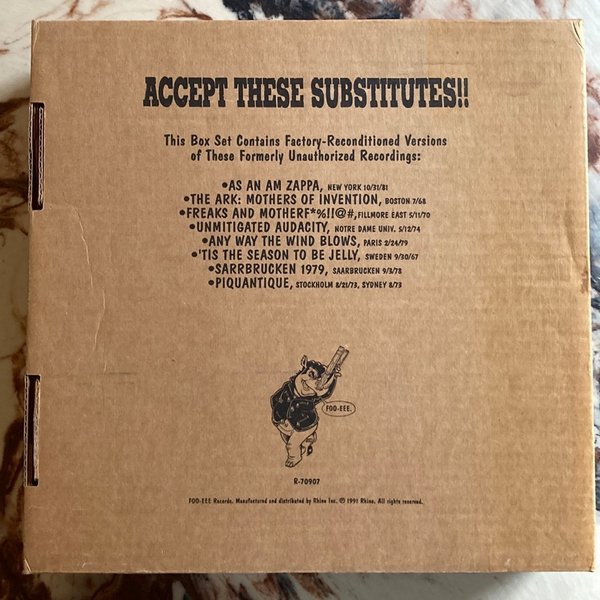 ACCEPT THESE SUBSTITUTES!!
This Box Set Contains Factory-Reconditioned Versions
of These Formerly Unauthorized Recordings:
•AS AN AM ZAPPA, NEW YORK 10/31/81
•THE ARK: MOTHERS OF INVENTION, BOSTON 7/68
•FREAKS AND MOTHERF*%!!@#, FILLMORE EAST 5/11/70
•UNMITIGATED AUDACITY, NOTRE DAME UNIV. 5/12/74
•ANY WAY THE WIND BLOWS, PARIS 2/24/79
•'TIS THE SEASON TO BE JELLY, SWEDEN 9/30/67
•SARRBRUCKEN 1979, SAARBRUCKEN 9/3/78
•PIQUANTIQUE, STOCKHOLM 8/21/73, SYDNEY 8/73
FOO-EEE.
R-70907
FOO-EEE Records. Manufactured and distributed by Rhino Inc. ℗ 1991 Rhino. All rights reserved.